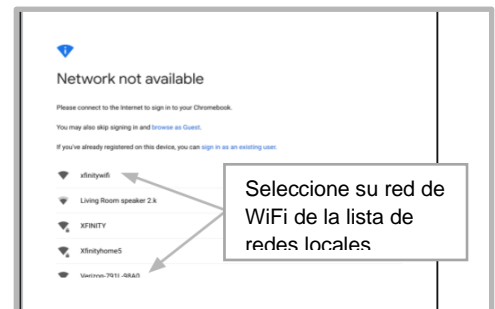 Network not available
Please connect to the Internet to sign in to your Chromebook.
You may also skip signing in and browse as Guest.
If you've already registered on this device, you can sign in as an existing user.
xfinitywifi
Living Room speaker 2.k
XFINITY
Xfinityhome5
Verizon-791L-98A0
Seleccione su red de
WiFi de la lista de
redes locales